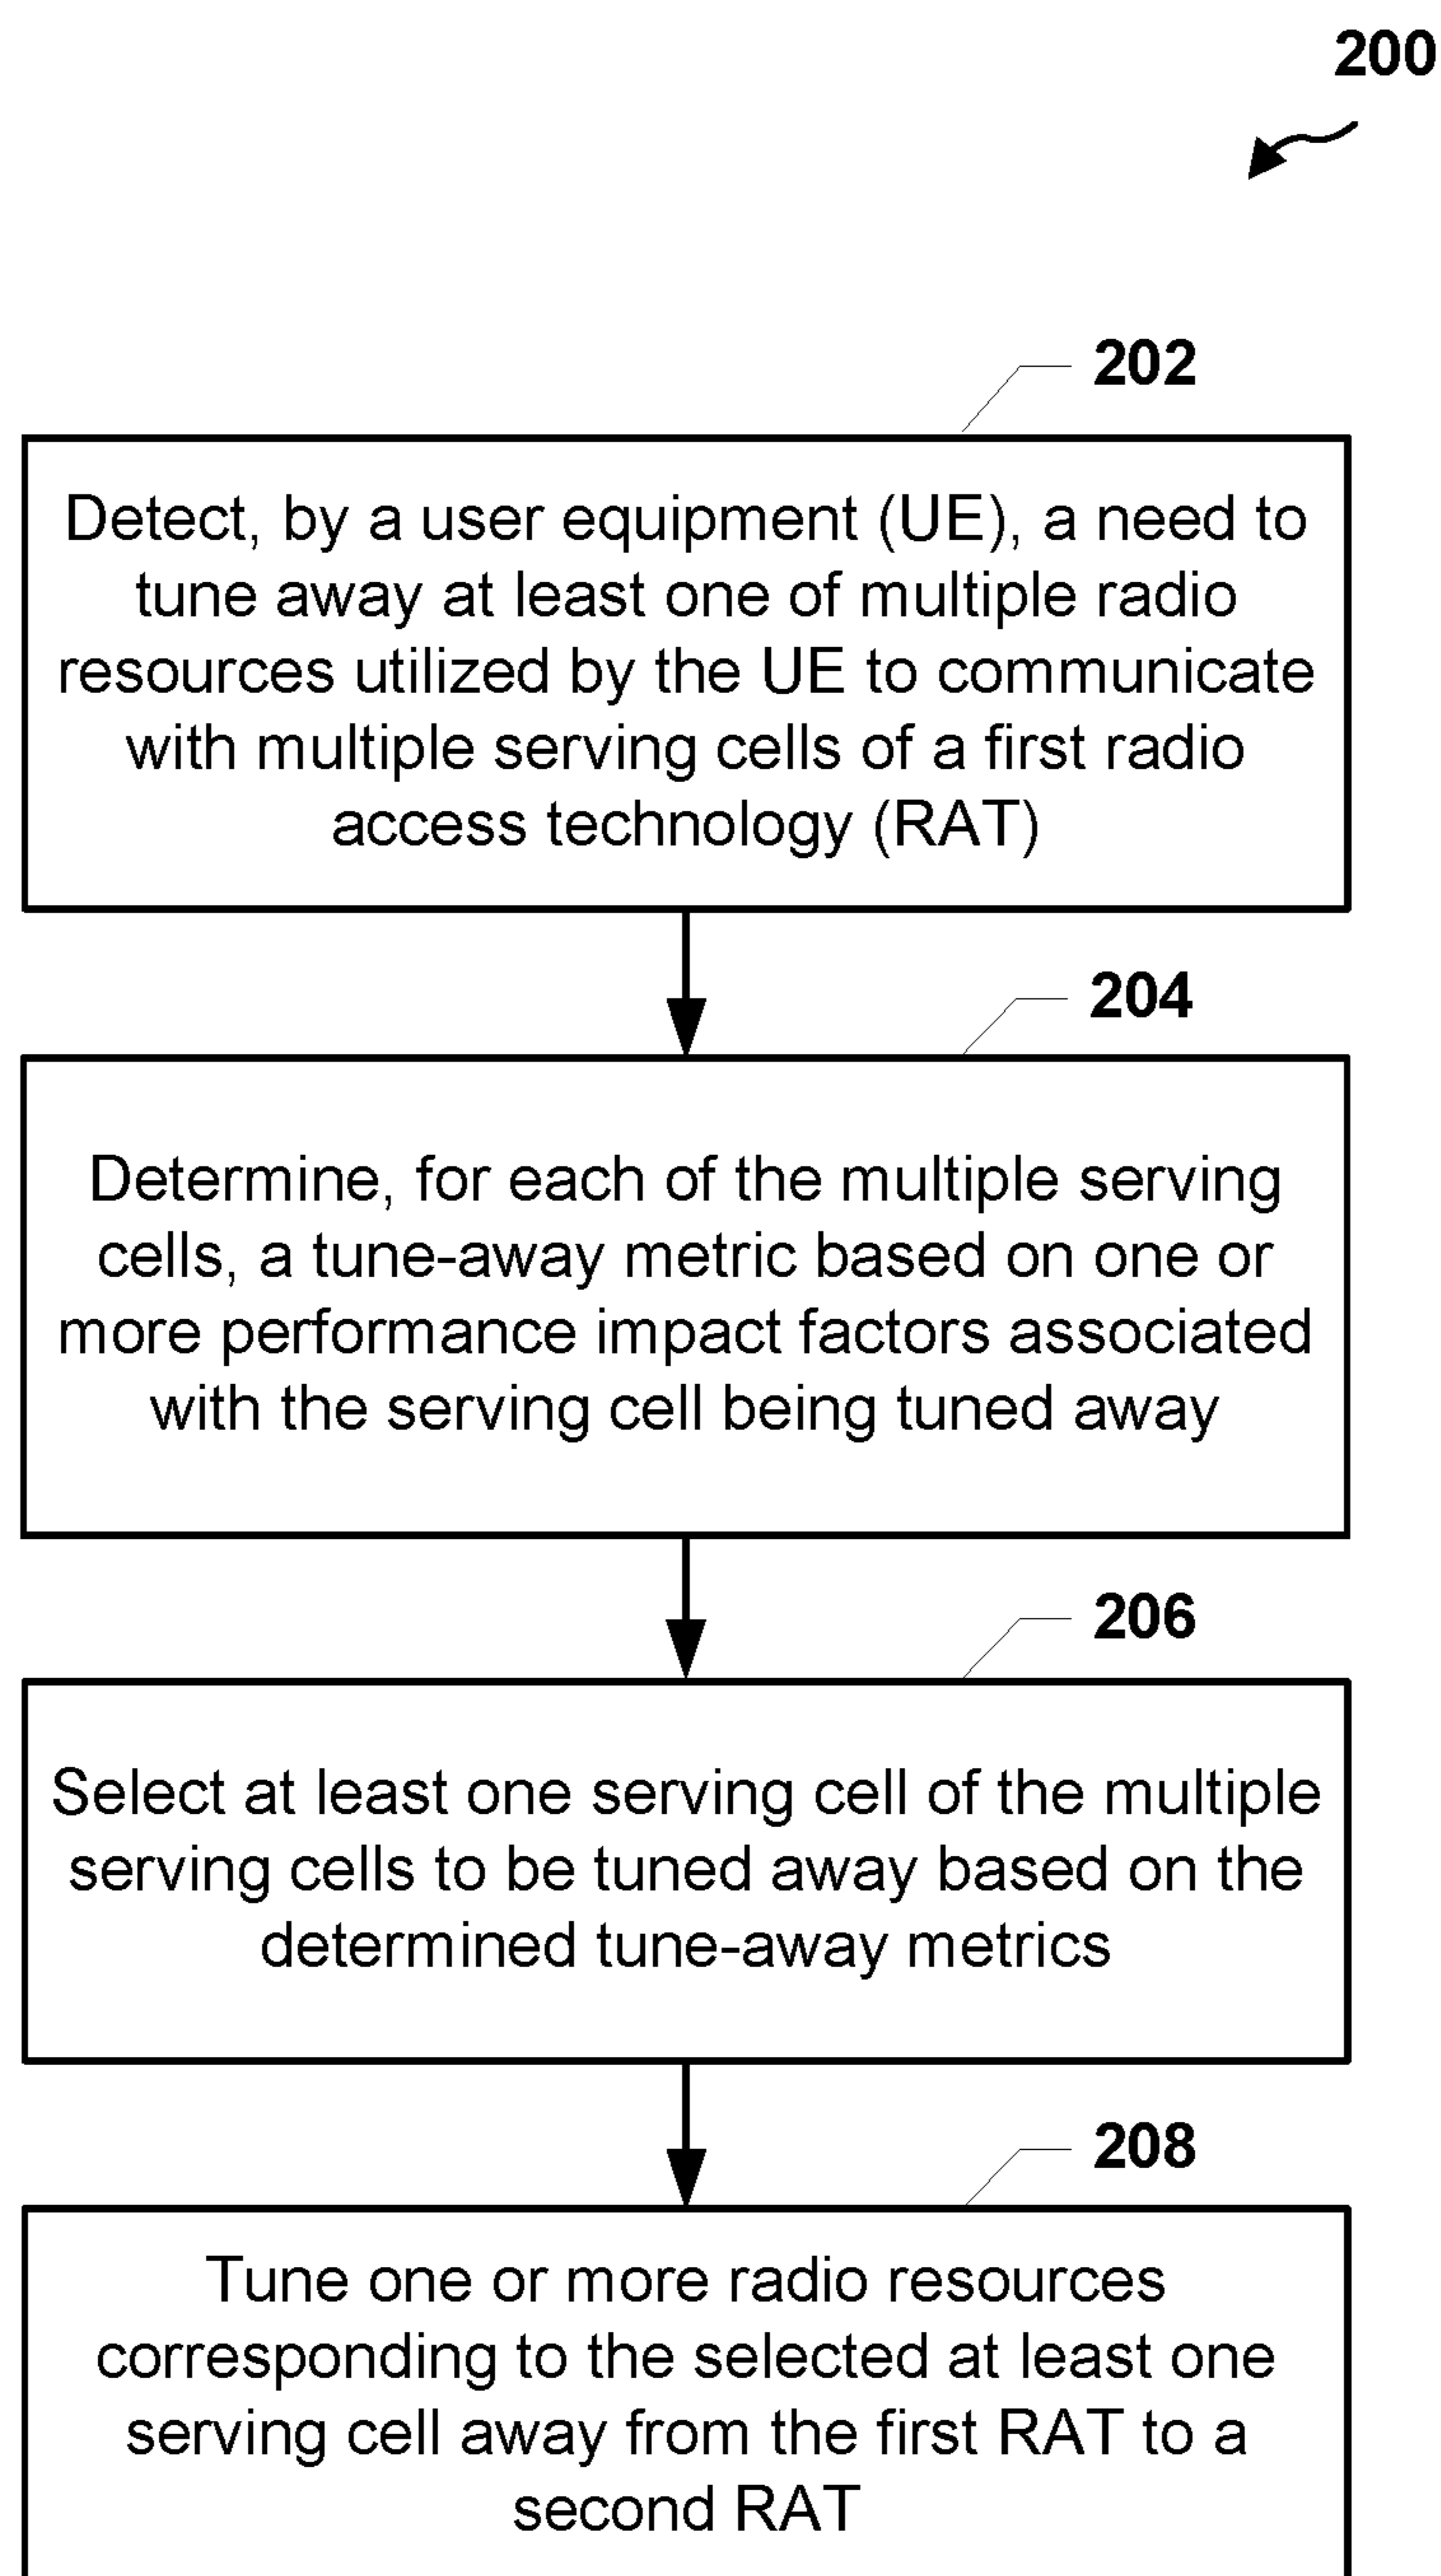 200
202
Detect, by a user equipment (UE), a need to
tune away at least one of multiple radio
resources utilized by the UE to communicate
with multiple serving cells of a first radio
access technology (RAT)
204
Determine, for each of the multiple serving
cells, a tune-away metric based on one or
more performance impact factors associated
with the serving cell being tuned away
206
Select at least one serving cell of the multiple
serving cells to be tuned away based on the
determined tune-away metrics
208
Tune one or more radio resources
corresponding to the selected at least one
serving cell away from the first RAT to a
second RAT